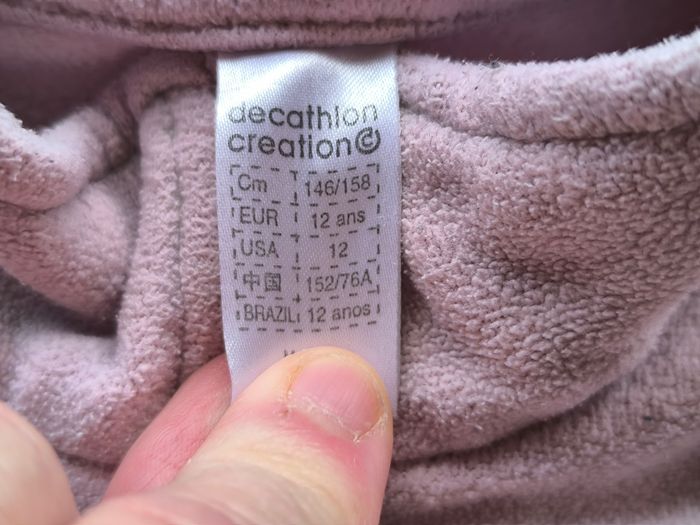 decathlon
creation
Cm 146/158
EUR 12 ans
USA 12
中国 152/76A
BRAZIL 12 anos